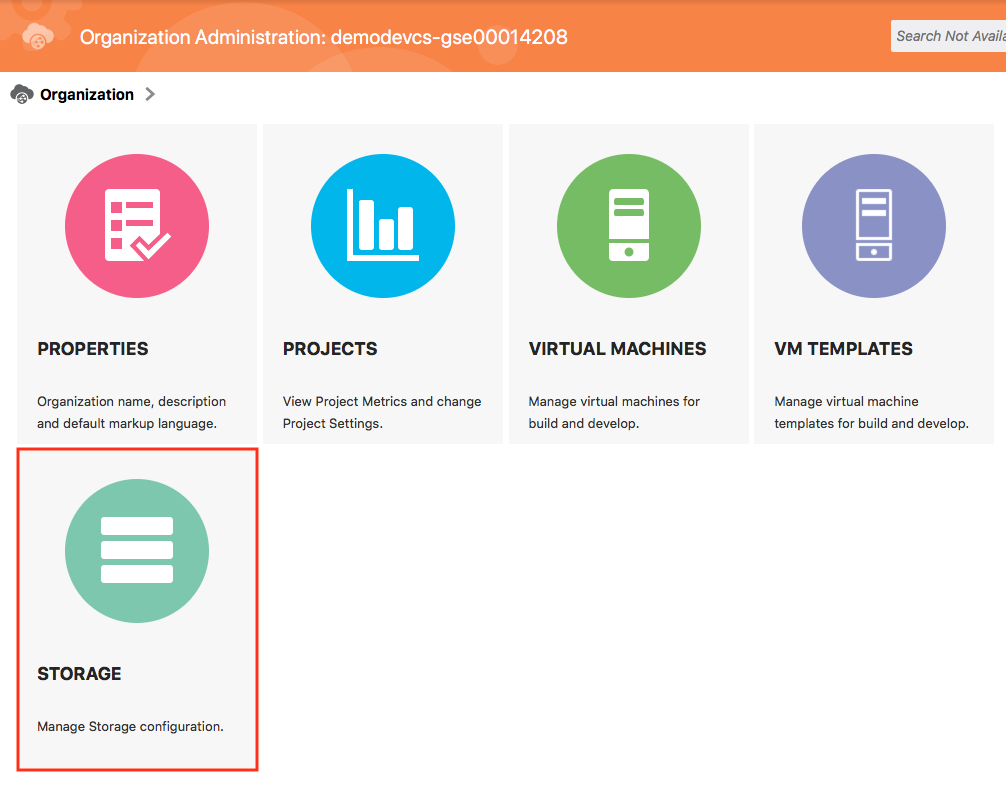 Organization Administration: demodevcs-gse00014208
Search Not
Organization
PROPERTIES
Organization name, description
and default markup language.
PROJECTS
View Project Metrics and change
Project Settings.
VIRTUAL MACHINES
Manage virtual machines for
build and develop.
VM TEMPLATES
Manage virtual machine
templates for build and develop.
STORAGE
Manage Storage configuration.